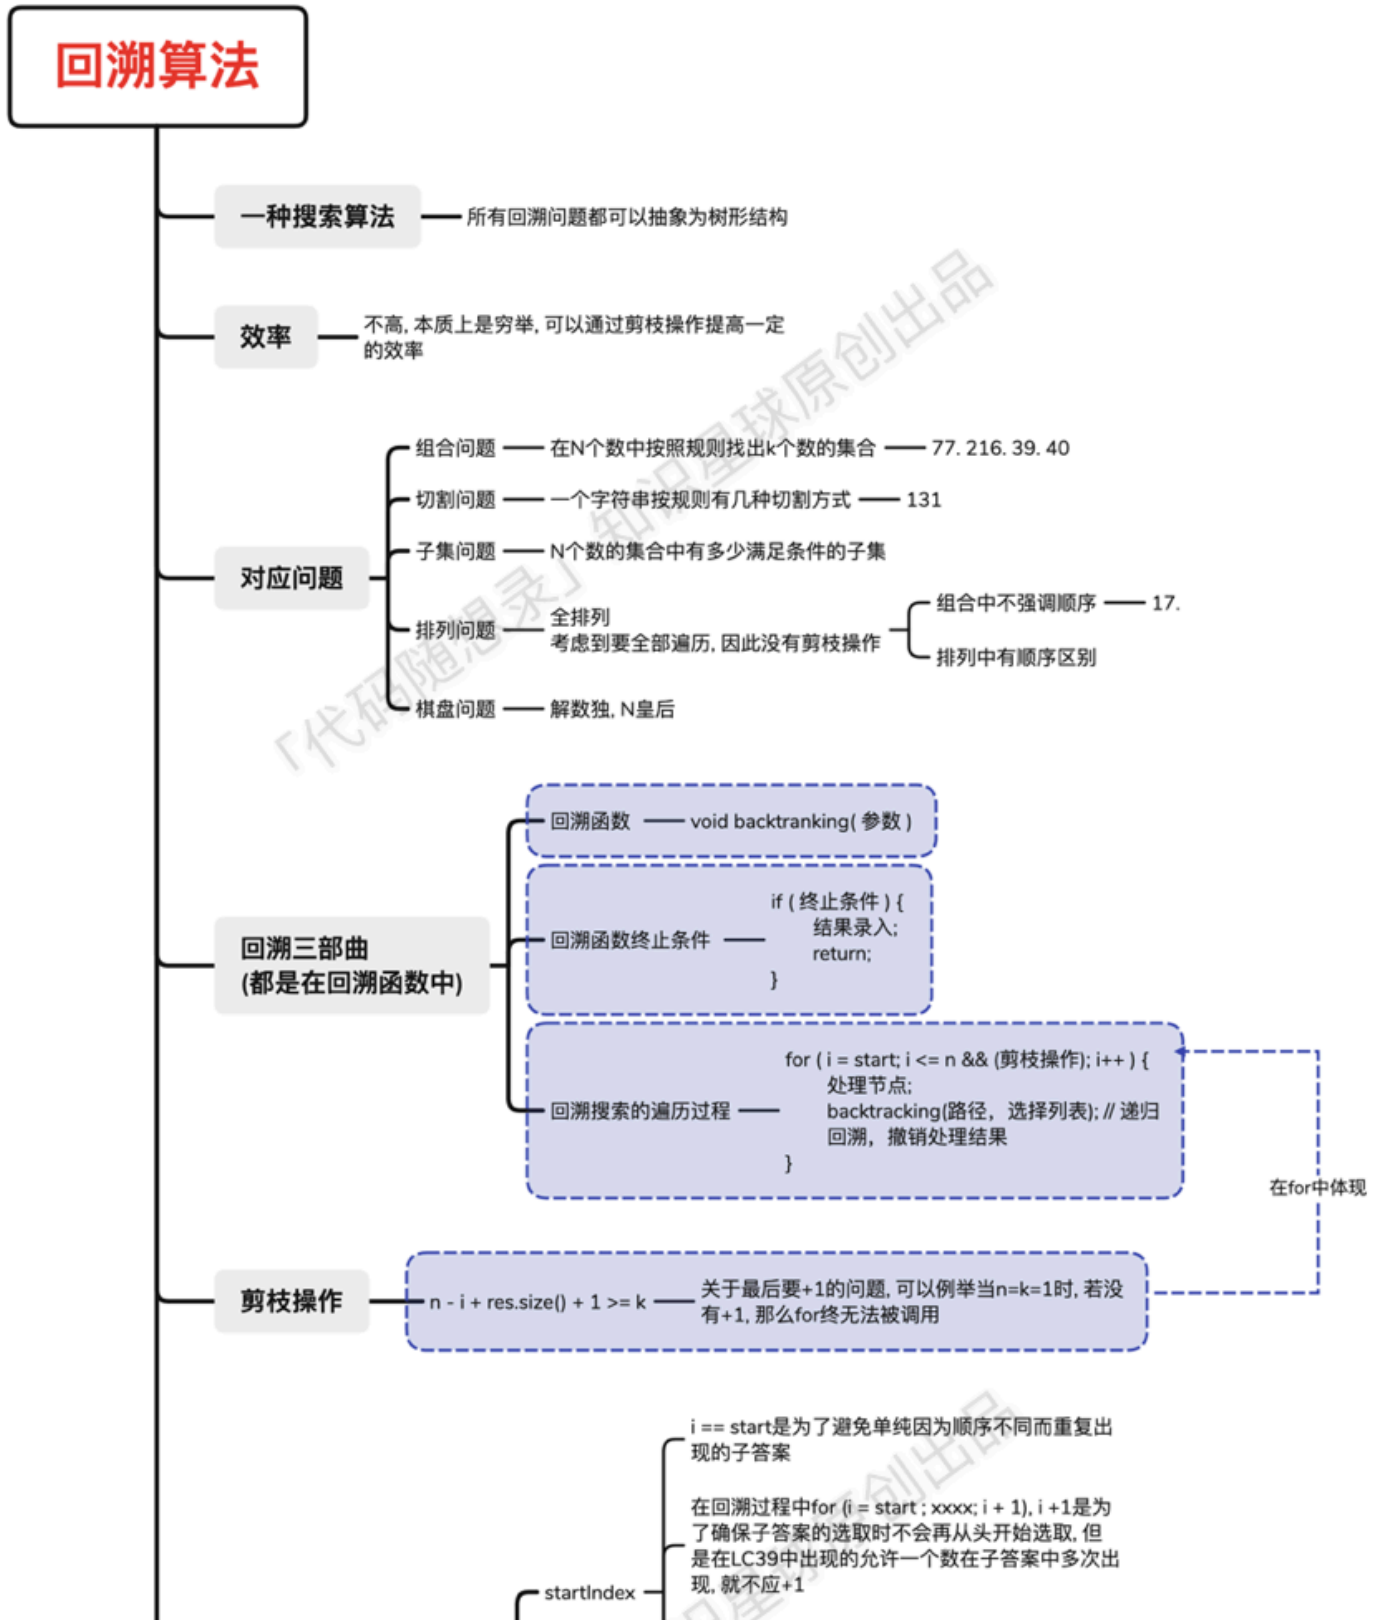 回溯算法
一种搜索算法
所有回溯问题都可以抽象为树形结构
效率
不高, 本质上是穷举, 可以通过剪枝操作提高一定
的效率
对应问题
组合问题
在N个数中按照规则找出k个数的集合
77. 216. 39. 40
切割问题
一个字符串按规则有几种切割方式
131
子集问题
N个数的集合中有多少满足条件的子集
排列问题
全排列
考虑到要全部遍历, 因此没有剪枝操作
组合中不强调顺序
17.
排列中有顺序区别
棋盘问题
解数独, N皇后
「代码随想录」知识星球原创出品
回溯三部曲
(都是在回溯函数中)
回溯函数
void backtranking( 参数 )
回溯函数终止条件
if ( 终止条件 ) {
结果录入;
return;
}
回溯搜索的遍历过程
for ( i = start; i <= n && (剪枝操作); i++ ) {
处理节点;
backtracking(路径，选择列表); // 递归
回溯，撤销处理结果
}
在for中体现
剪枝操作
n - i + res.size() + 1 >= k
关于最后要+1的问题, 可以例举当n=k=1时, 若没
有+1, 那么for终无法被调用
startIndex
i == start是为了避免单纯因为顺序不同而重复出
现的子答案
在回溯过程中for (i = start ; xxxx; i + 1), i +1是为
了确保子答案的选取时不会再从头开始选取, 但
是在LC39中出现的允许一个数在子答案中多次出
现, 就不应+1
识星球原创出品